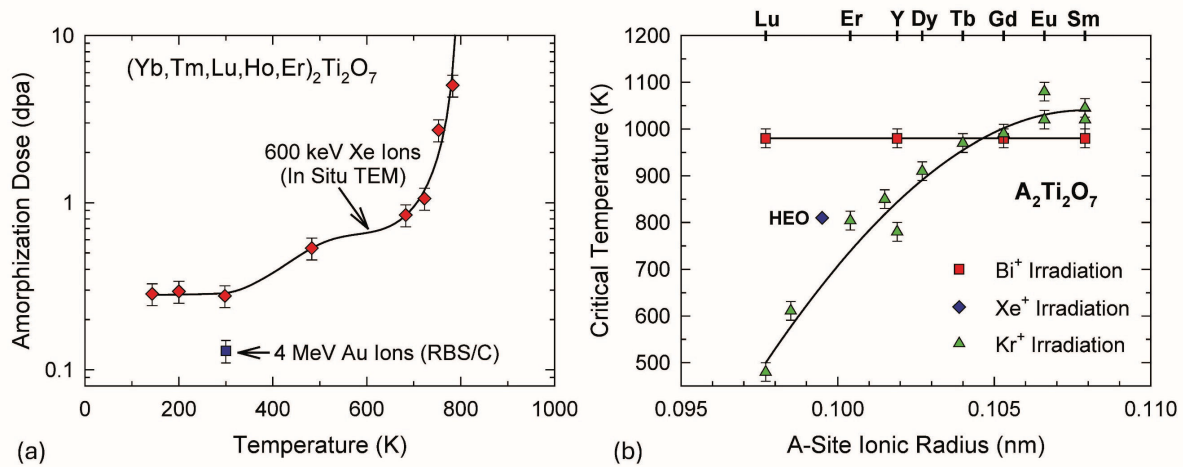 (Yb,Tm,Lu,Ho,Er)2Ti2O7
600 keV Xe Ions
(In Situ TEM)
4 MeV Au Ions (RBS/C)
Amorphization Dose (dpa)
10
1
0.1
0 200 400 600 800 1000
Temperature (K)
(a)
Lu Er Y Dy Tb Gd Eu Sm
Critical Temperature (K)
1200
1100
1000
900
800
700
600
500
A2Ti2O7
HEO
Bi+ Irradiation
Xe+ Irradiation
Kr+ Irradiation
0.095 0.100 0.105 0.110
A-Site Ionic Radius (nm)
(b)